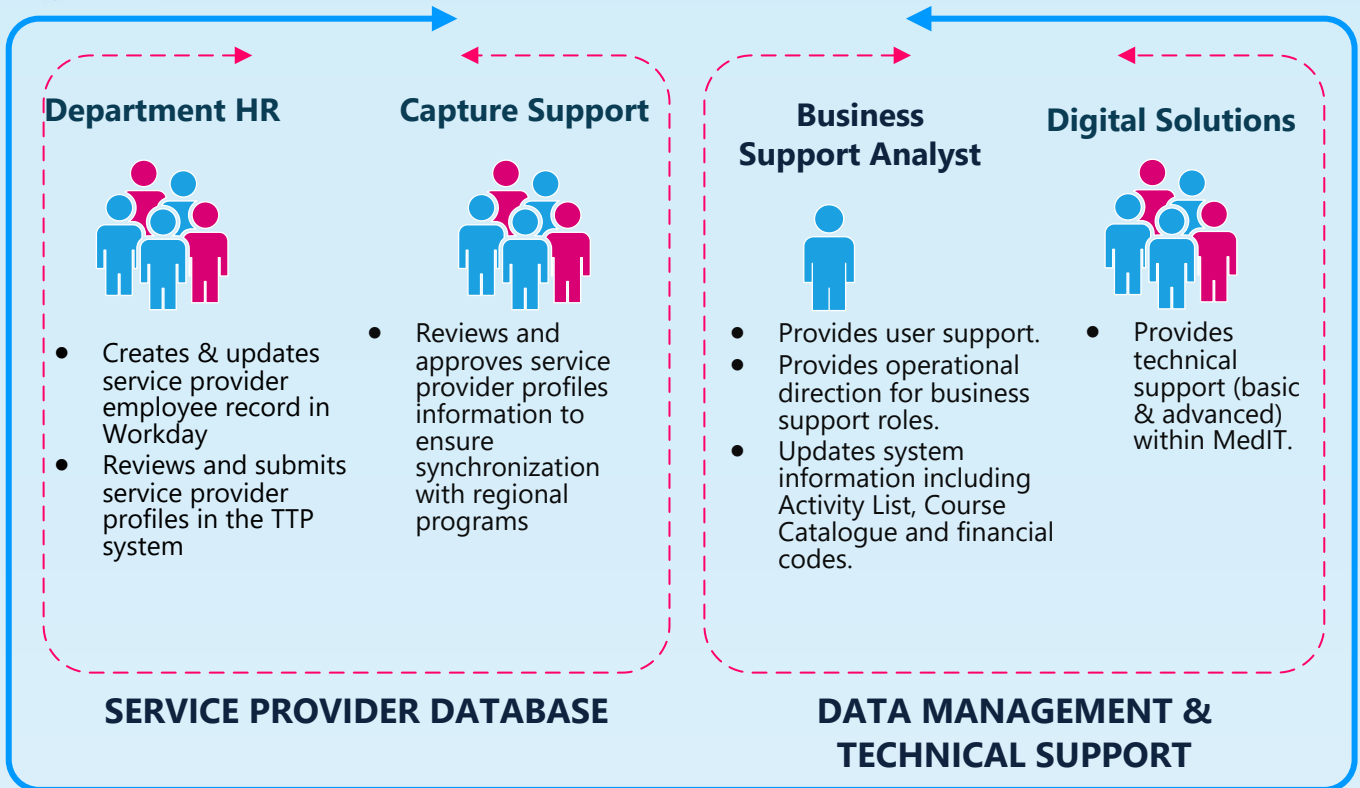 Department HR
Capture Support
Business
Support Analyst
Digital Solutions
● Creates & updates
service provider
employee record in
Workday
● Reviews and submits
service provider
profiles in the TTP
system
● Reviews and
approves service
provider profiles
information to
ensure
synchronization
with regional
programs
● Provides user support.
● Provides operational
direction for business
support roles.
● Updates system
information including
Activity List, Course
Catalogue and financial
codes.
● Provides
technical
support (basic
& advanced)
within MedIT.
SERVICE PROVIDER DATABASE
DATA MANAGEMENT &
TECHNICAL SUPPORT